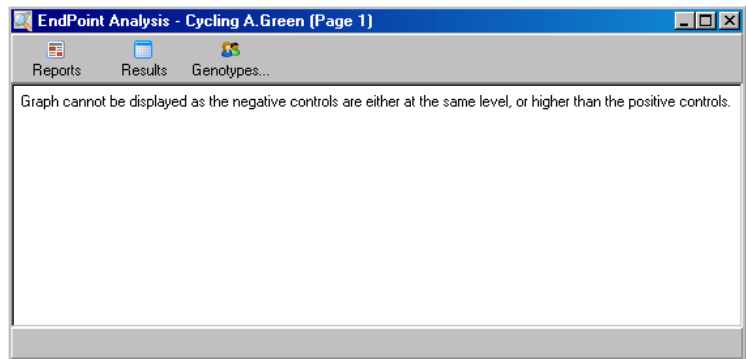 EndPoint Analysis - Cycling A.Green (Page 1)
Reports Results Genotypes...
Graph cannot be displayed as the negative controls are either at the same level, or higher than the positive controls.